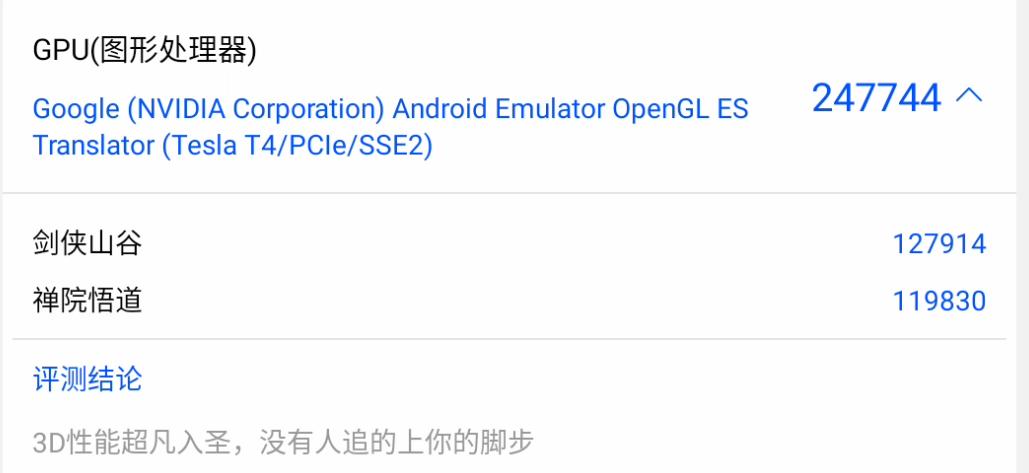 GPU(图形处理器)
Google (NVIDIA Corporation) Android Emulator OpenGL ES
Translator (Tesla T4/PCIe/SSE2)
247744
剑侠山谷 127914
禅院悟道 119830
评测结论
3D性能超凡入圣，没有人追的上你的脚步